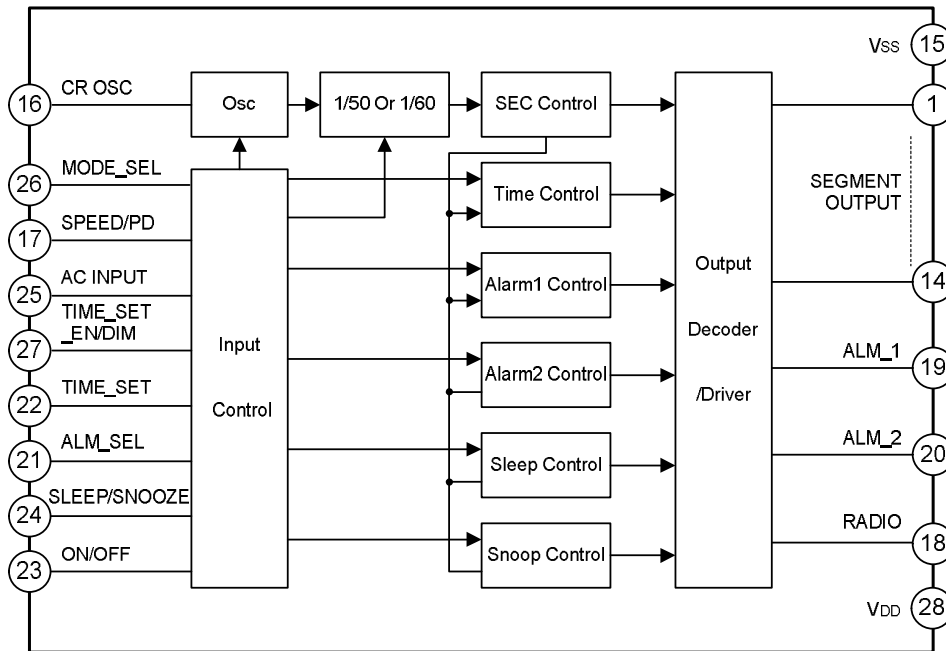 VSS
15
16
CR OSC
Osc
1/50 Or 1/60
SEC Control
1
26
MODE_SEL
Time Control
SEGMENT
OUTPUT
17
SPEED/PD
25
AC INPUT
Alarm1 Control
Output
Decoder
/Driver
14
27
TIME_SET
_EN/DIM
Input
Control
Alarm2 Control
ALM_1
19
22
TIME_SET
21
ALM_SEL
Sleep Control
ALM_2
20
24
SLEEP/SNOOZE
23
ON/OFF
Snoop Control
RADIO
18
VDD
28